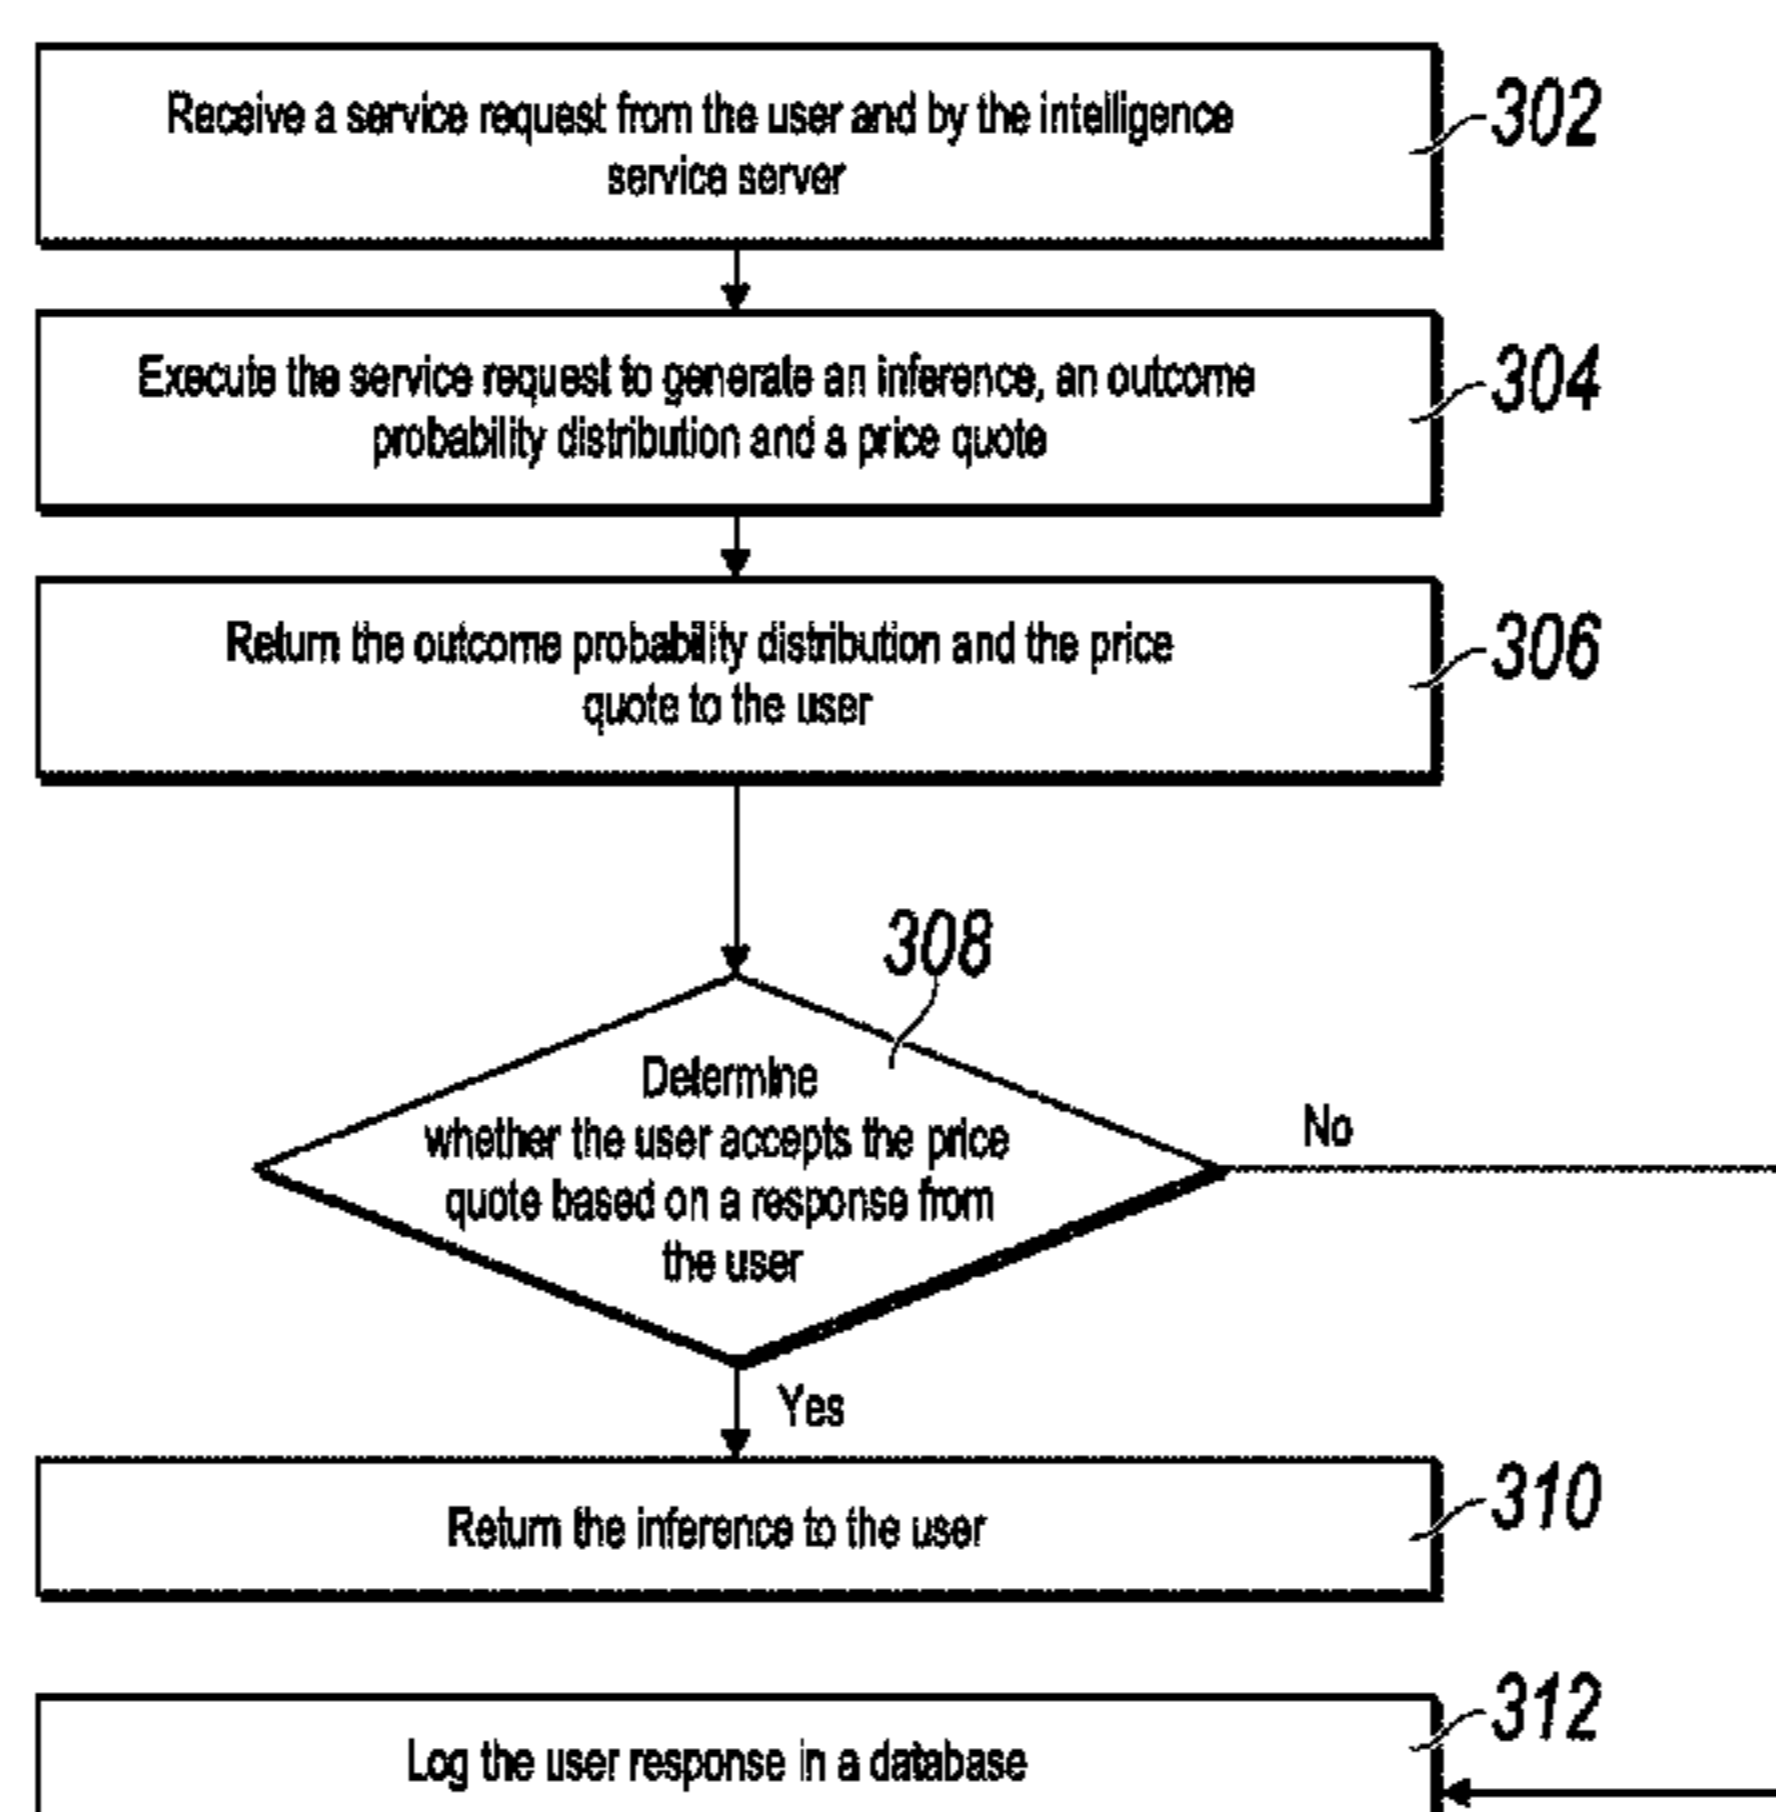 Receive a service request from the user and by the intelligence
service server
302
Execute the service request to generate an inference, an outcome
probability distribution and a price quote
304
Return the outcome probability distribution and the price
quote to the user
306
308
Determine
whether the user accepts the price
quote based on a response from
the user
No
Yes
Return the inference to the user
310
Log the user response in a database
312